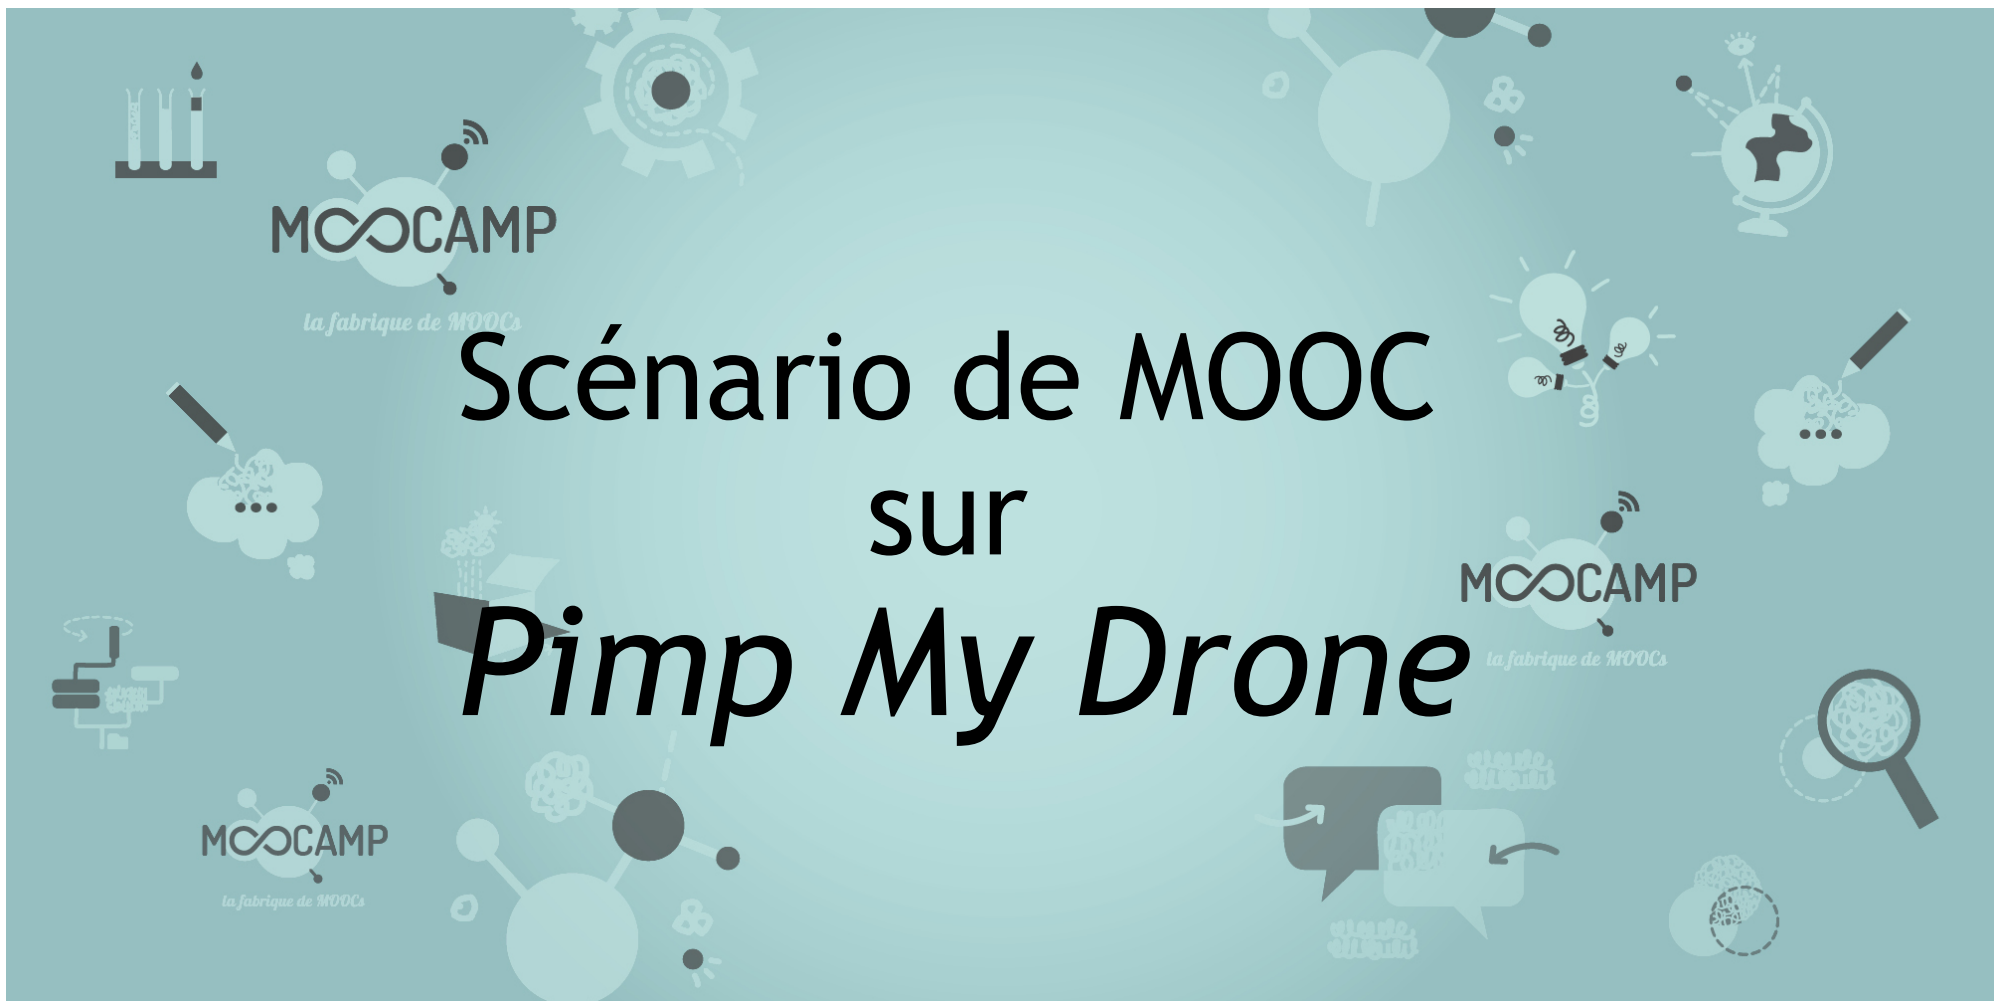 MOOCAMP
la fabrique de MOOCs
Scénario de MOOC
sur
Pimp My Drone
MOOCAMP
la fabrique de MOOCs
MOOCAMP
la fabrique de MOOCs